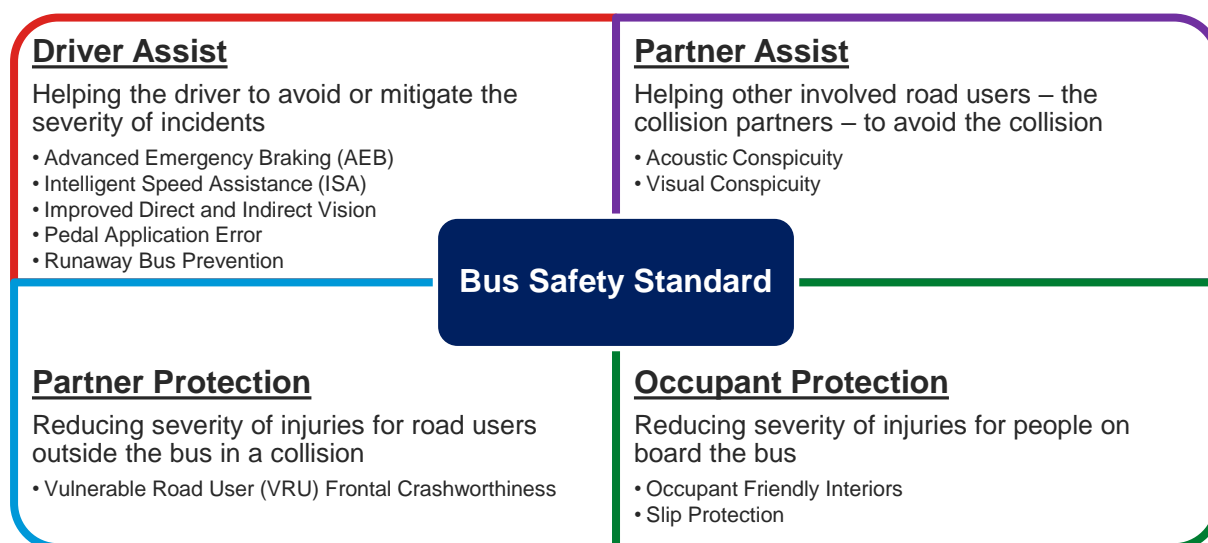 Driver Assist
Helping the driver to avoid or mitigate the
severity of incidents
• Advanced Emergency Braking (AEB)
• Intelligent Speed Assistance (ISA)
• Improved Direct and Indirect Vision
• Pedal Application Error
• Runaway Bus Prevention
Partner Assist
Helping other involved road users – the
collision partners – to avoid the collision
• Acoustic Conspicuity
• Visual Conspicuity
Bus Safety Standard
Partner Protection
Reducing severity of injuries for road users
outside the bus in a collision
• Vulnerable Road User (VRU) Frontal Crashworthiness
Occupant Protection
Reducing severity of injuries for people on
board the bus
• Occupant Friendly Interiors
• Slip Protection